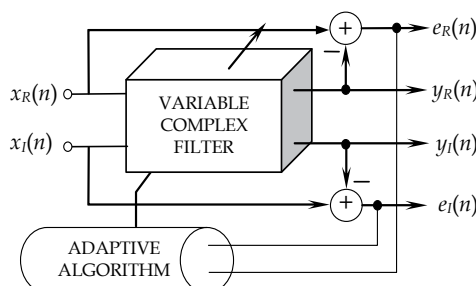 +
e_R(n)
−
x_R(n)
VARIABLE
COMPLEX
FILTER
y_R(n)
x_I(n)
y_I(n)
−
+
e_I(n)
ADAPTIVE
ALGORITHM